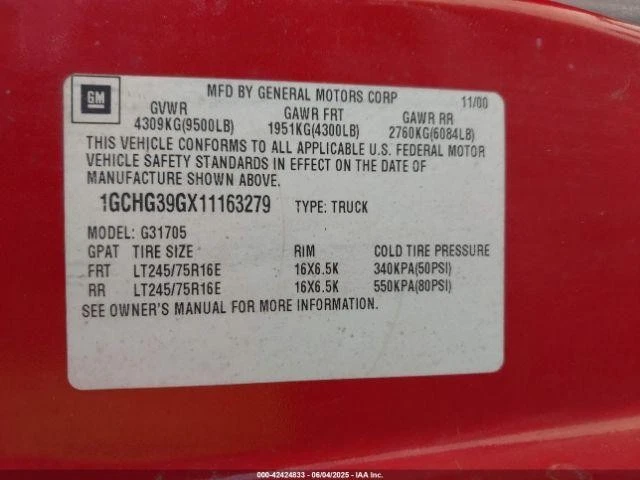 GM
MFD BY GENERAL MOTORS CORP 11/00
GVWR GAWR FRT GAWR RR
4309KG(9500LB) 1951KG(4300LB) 2760KG(6084LB)
THIS VEHICLE CONFORMS TO ALL APPLICABLE U.S. FEDERAL MOTOR
VEHICLE SAFETY STANDARDS IN EFFECT ON THE DATE OF
MANUFACTURE SHOWN ABOVE.
1GCHG39GX11163279 TYPE: TRUCK
MODEL: G31705
GPAT TIRE SIZE RIM COLD TIRE PRESSURE
FRT LT245/75R16E 16X6.5K 340KPA(50PSI)
RR LT245/75R16E 16X6.5K 550KPA(80PSI)
SEE OWNER'S MANUAL FOR MORE INFORMATION.
000-42424833 - 06/04/2025 - IAAI Inc.